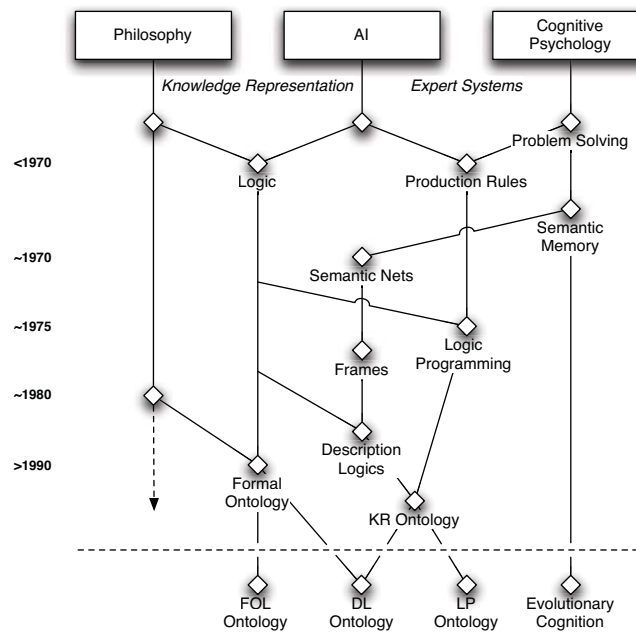 Philosophy
AI
Cognitive
Psychology
Knowledge Representation
Expert Systems
Problem Solving
<1970
Logic
Production Rules
Semantic
Memory
~1970
Semantic Nets
~1975
Logic
Programming
Frames
~1980
Description
Logics
>1990
Formal
Ontology
KR Ontology
FOL
Ontology
DL
Ontology
LP
Ontology
Evolutionary
Cognition